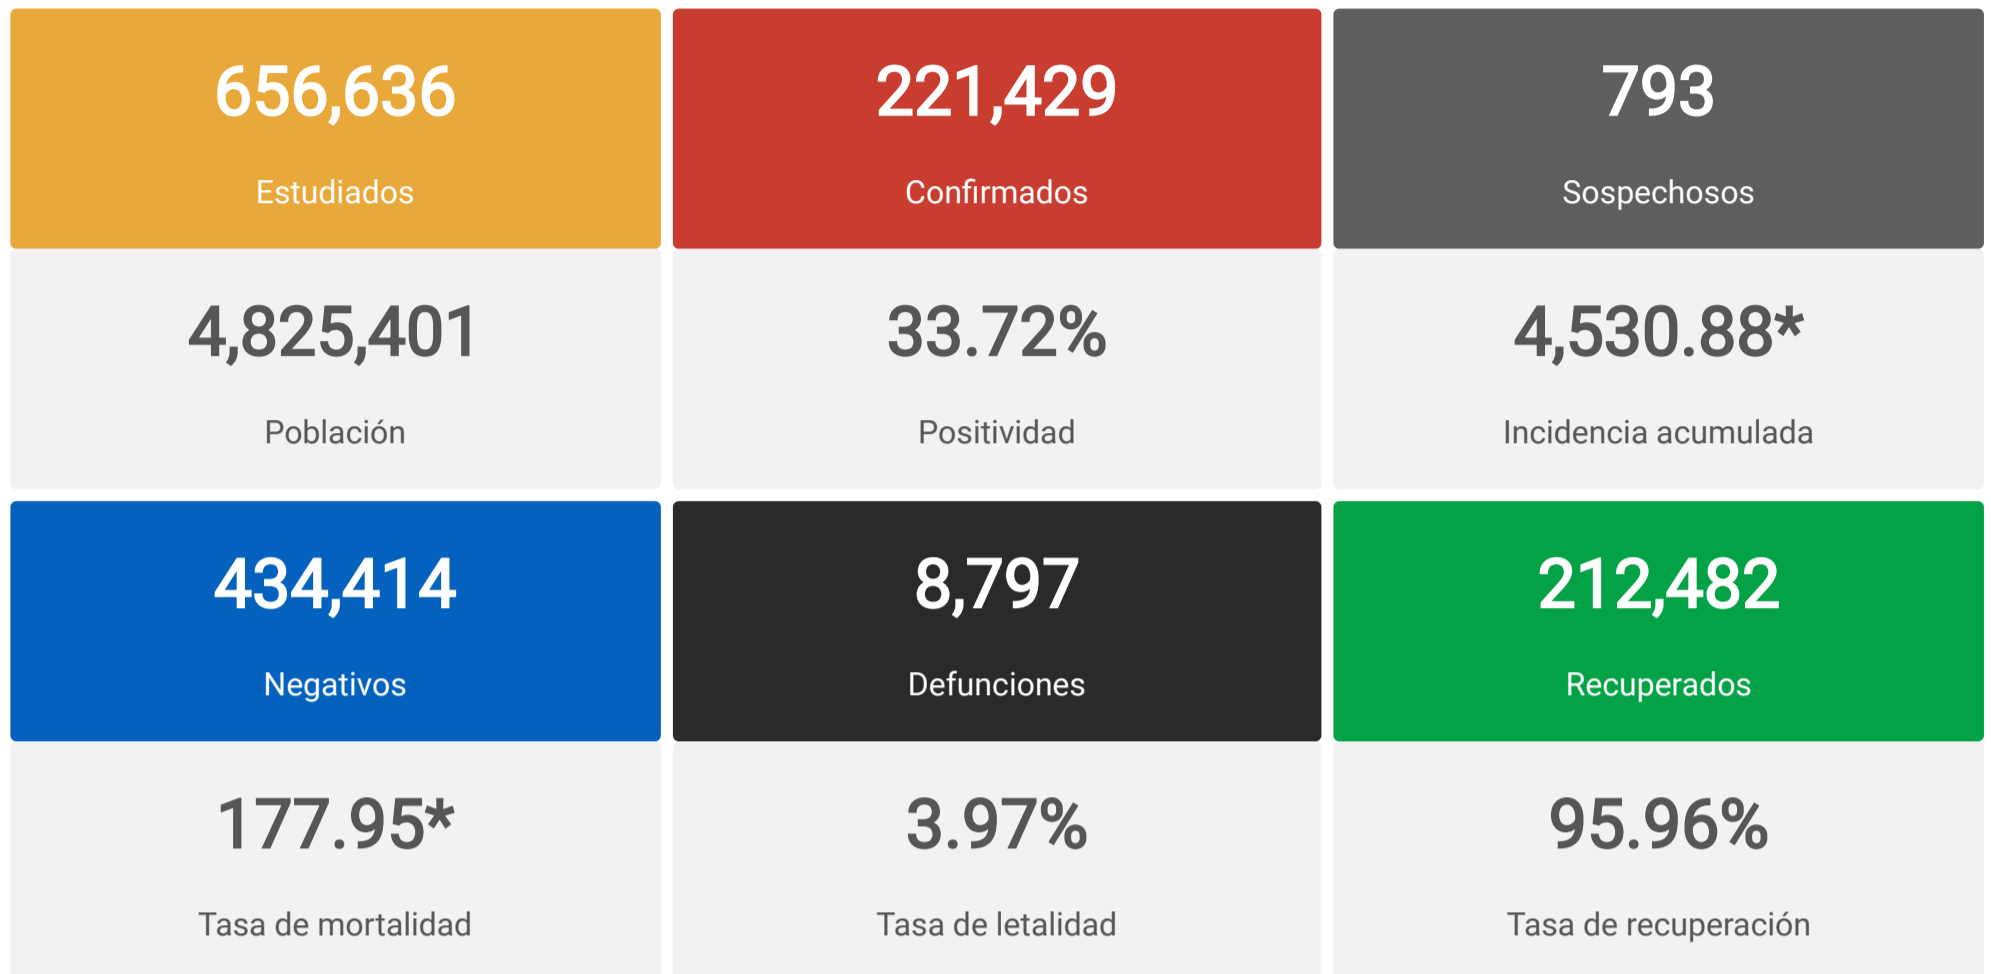 656,636
Estudiados
221,429
Confirmados
793
Sospechosos
4,825,401
Población
33.72%
Positividad
4,530.88*
Incidencia acumulada
434,414
Negativos
8,797
Defunciones
212,482
Recuperados
177.95*
Tasa de mortalidad
3.97%
Tasa de letalidad
95.96%
Tasa de recuperación